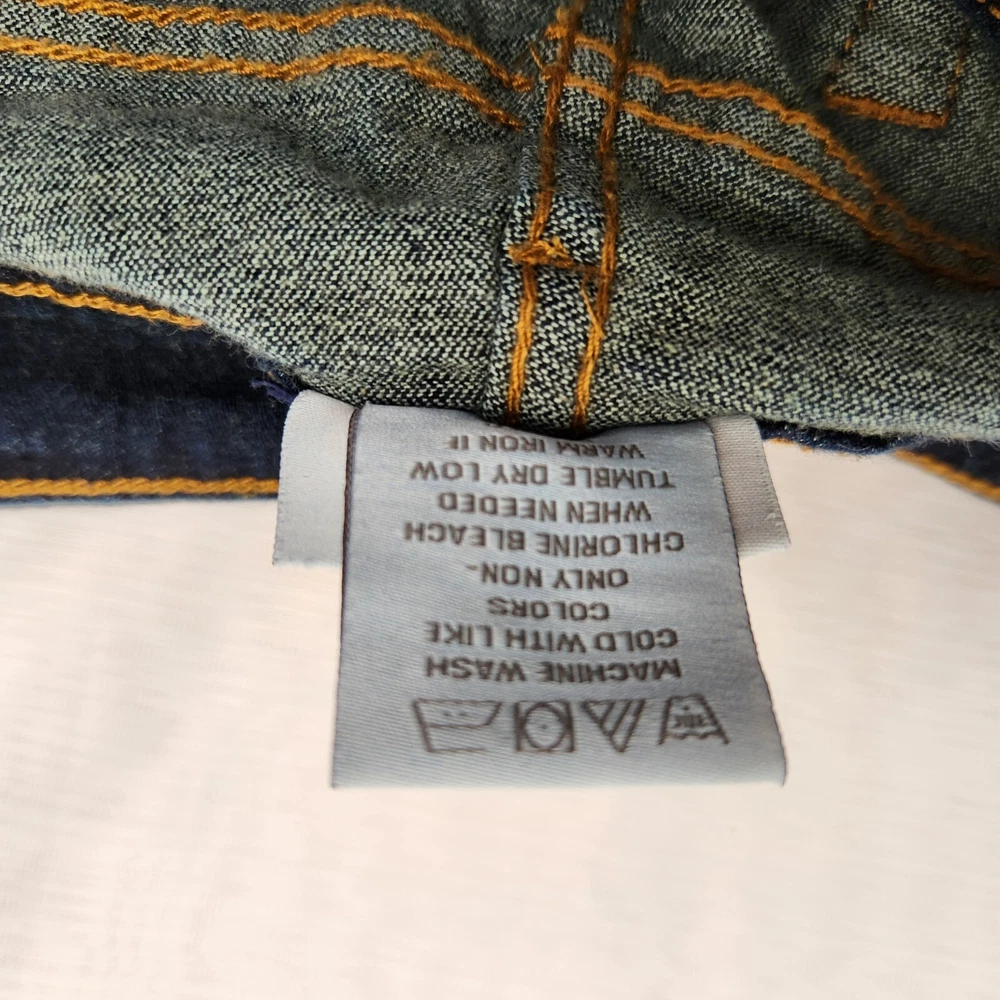 MACHINE WASH
COLD WITH LIKE
COLORS
ONLY NON-
CHLORINE BLEACH
WHEN NEEDED
TUMBLE DRY LOW
WARM IRON IF